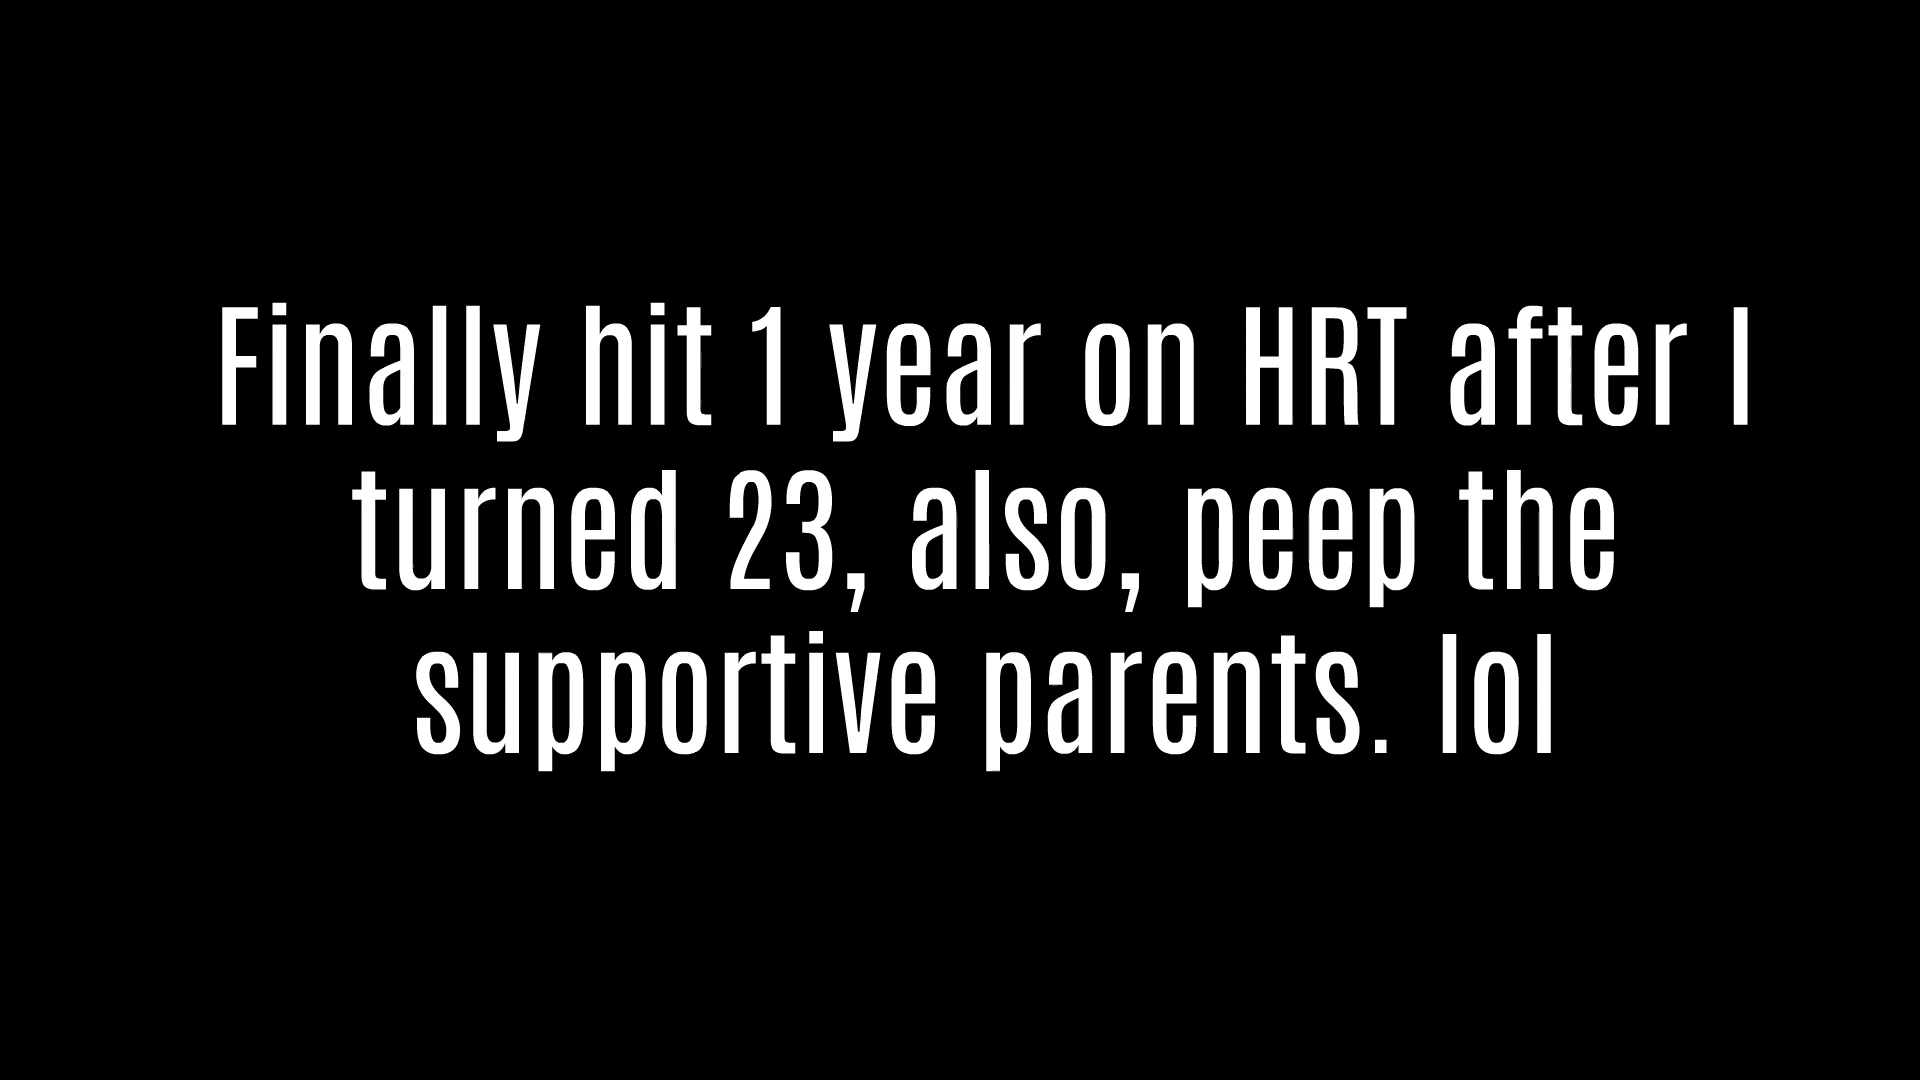 Finally hit 1 year on HRT after I
turned 23, also, peep the
supportive parents. lol